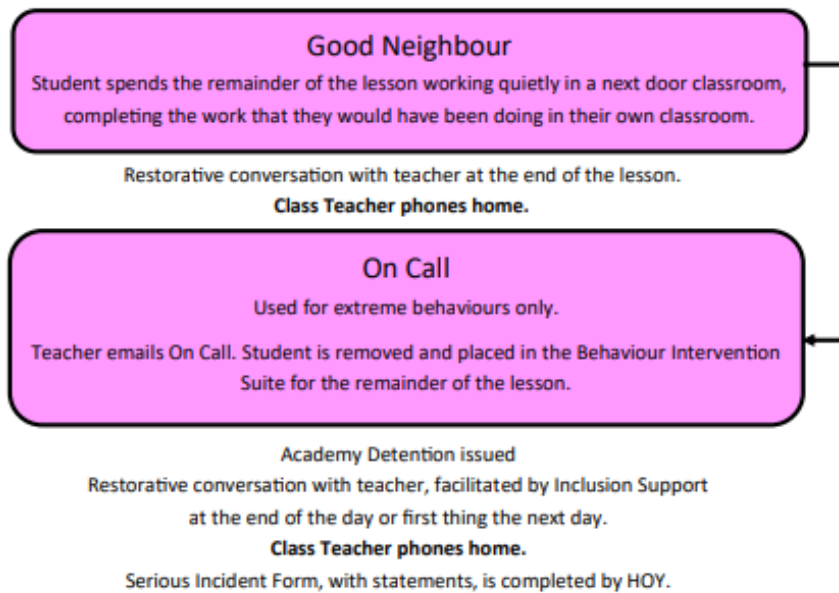 Good Neighbour
Student spends the remainder of the lesson working quietly in a next door classroom,
completing the work that they would have been doing in their own classroom.
Restorative conversation with teacher at the end of the lesson.
Class Teacher phones home.
On Call
Used for extreme behaviours only.
Teacher emails On Call. Student is removed and placed in the Behaviour Intervention
Suite for the remainder of the lesson.
Academy Detention issued
Restorative conversation with teacher, facilitated by Inclusion Support
at the end of the day or first thing the next day.
Class Teacher phones home.
Serious Incident Form, with statements, is completed by HOY.